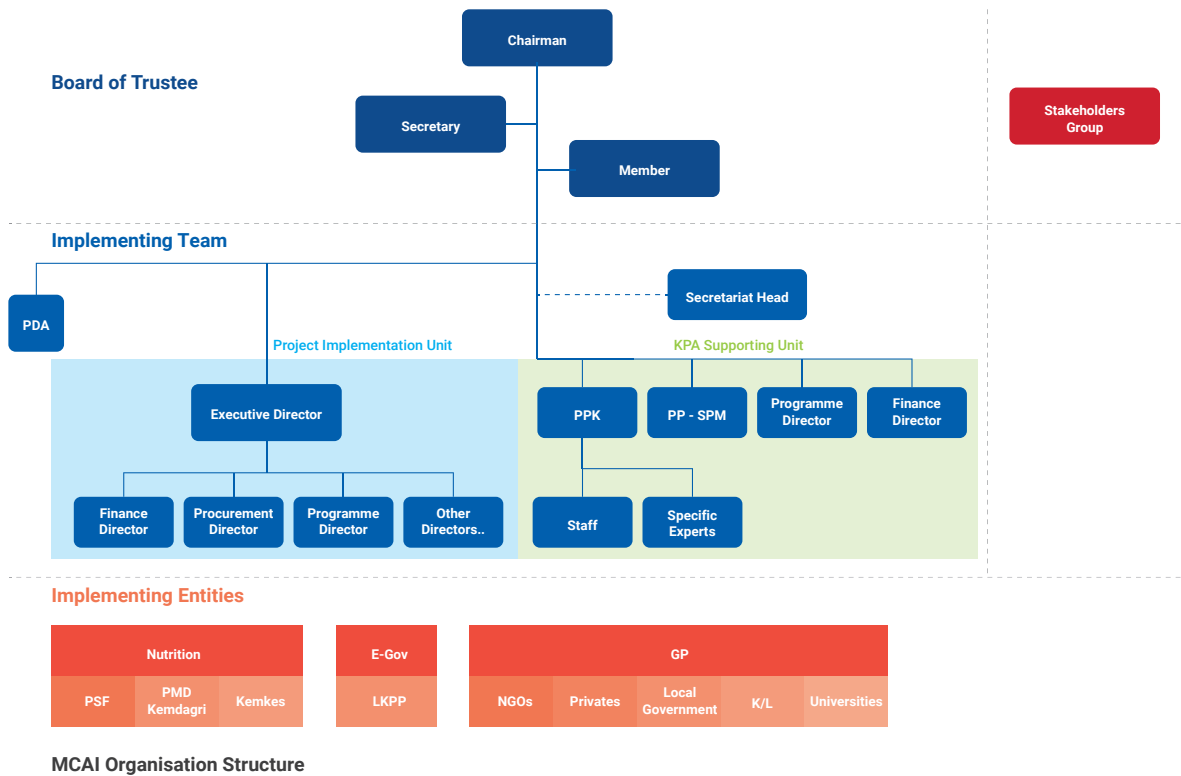 Chairman
Board of Trustee
Stakeholders
Group
Secretary
Member
Implementing Team
Secretariat Head
PDA
Project Implementation Unit
KPA Supporting Unit
Executive Director
PPK
PP - SPM
Programme
Director
Finance
Director
Finance
Director
Procurement
Director
Programme
Director
Other
Directors..
Staff
Specific
Experts
Implementing Entities
Nutrition
E-Gov
GP
PSF
PMD
Kemdagri
Kemkes
LKPP
NGOs
Privates
Local
Government
K/L
Universities
MCAI Organisation Structure